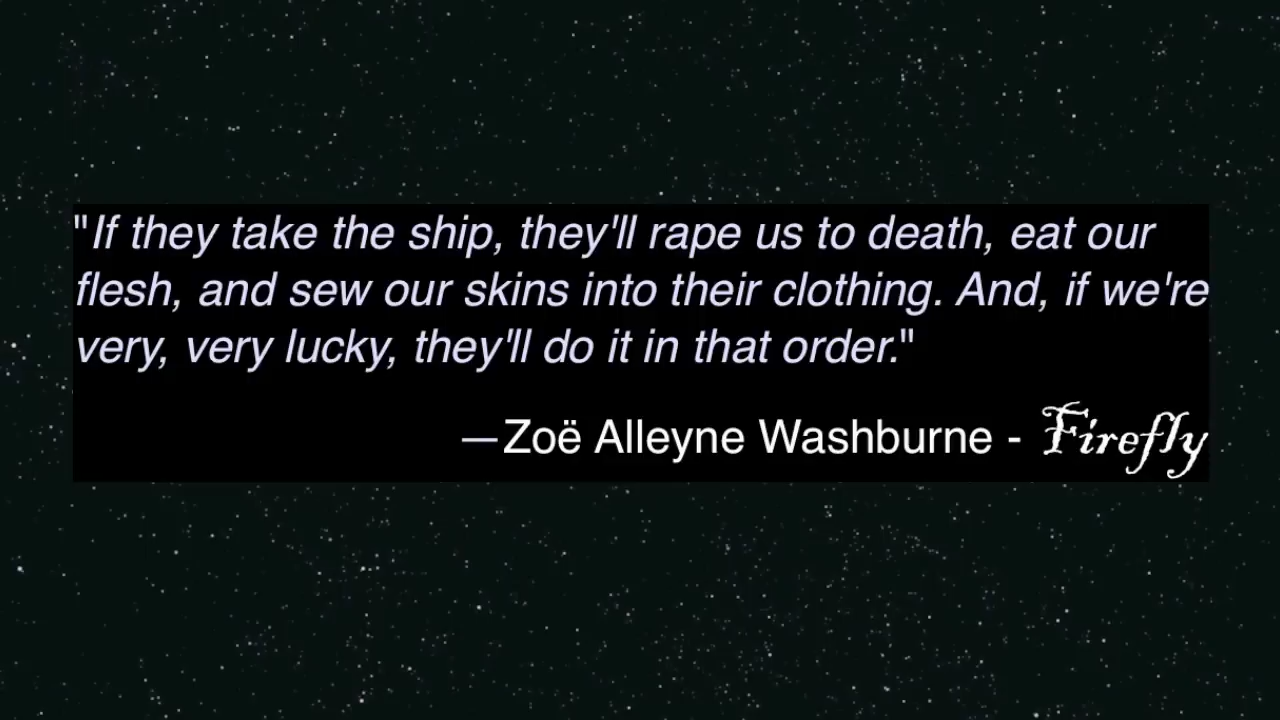 "If they take the ship, they'll rape us to death, eat our
flesh, and sew our skins into their clothing. And, if we're
very, very lucky, they'll do it in that order."
—Zoë Alleyne Washburne - Firefly